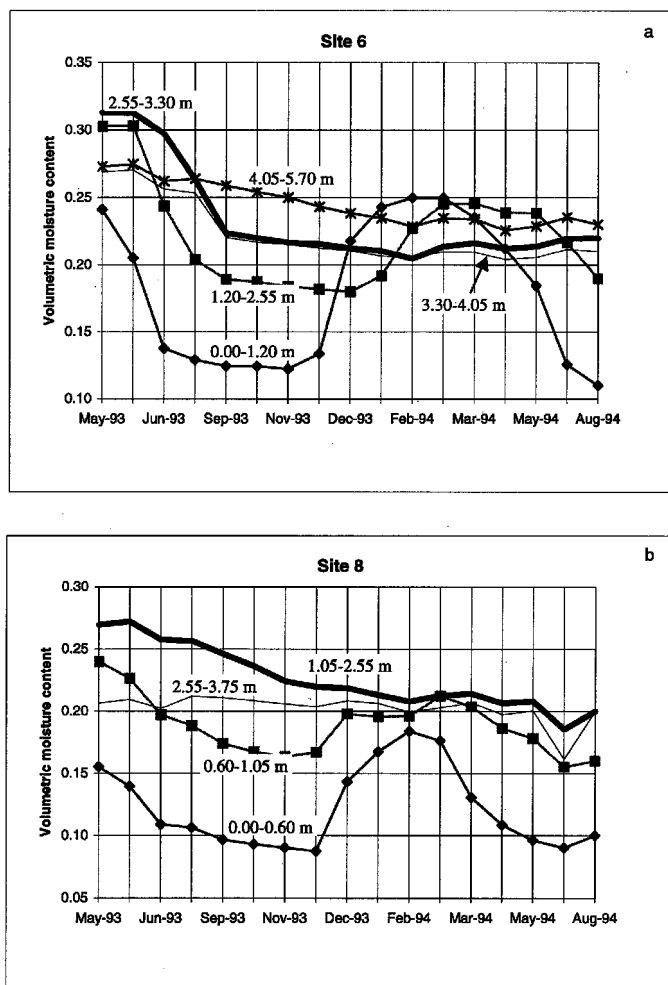 a
Site 6
0.35
0.30
0.25
0.20
0.15
0.10
Volumetric moisture content
2.55-3.30 m
4.05-5.70 m
1.20-2.55 m
3.30-4.05 m
0.00-1.20 m
May-93 Jun-93 Sep-93 Nov-93 Dec-93 Feb-94 Mar-94 May-94 Aug-94
b
Site 8
0.30
0.25
0.20
0.15
0.10
0.05
Volumetric moisture content
1.05-2.55 m
2.55-3.75 m
0.60-1.05 m
0.00-0.60 m
May-93 Jun-93 Sep-93 Nov-93 Dec-93 Feb-94 Mar-94 May-94 Aug-94